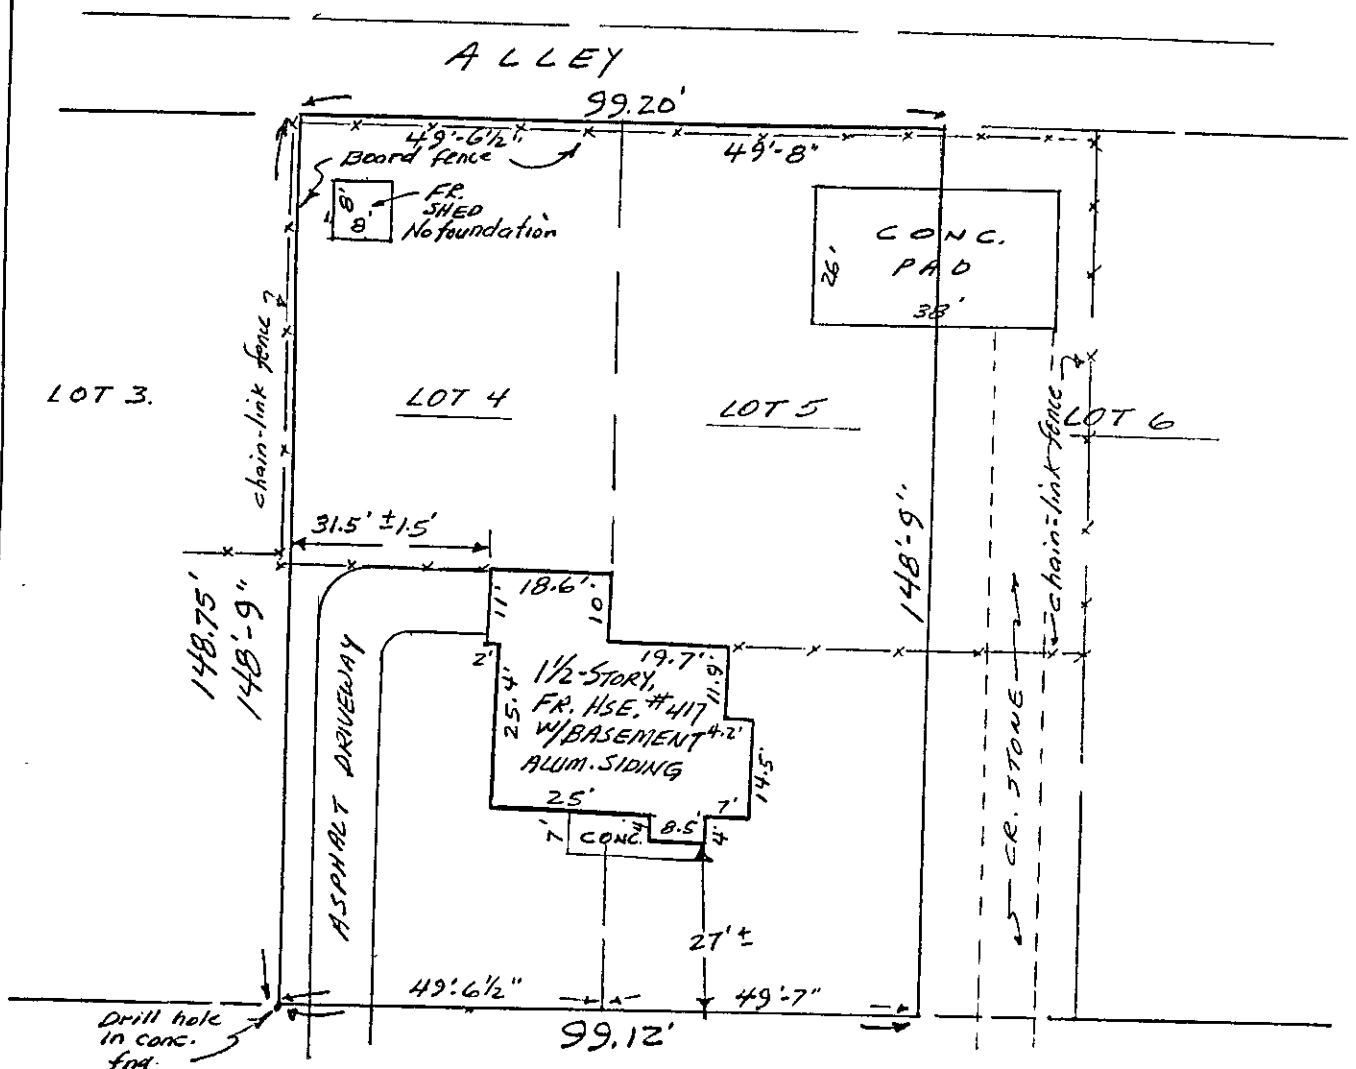 ALLEY
99.20'
49'-6½"
49'-8"
Board fence
8'
8'
FR.
SHED
No foundation
CONC.
PAD
26'
38'
chain-link fence
LOT 3.
LOT 4
LOT 5
LOT 6
chain-link fence
31.5' ±1.5'
148.75'
148'-9"
148'-9"
18.6'
11'
10'
2'
19.7'
11.9'
25.4'
1½-STORY,
FR. HSE. #417
W/BASEMENT
ALUM. SIDING
4.2'
14.5'
25'
7'
7'
CONC.
4'
8.5'
4'
ASPHALT DRIVEWAY
CR. STONE
27'±
49'-6½"
49'-7"
99.12'
Drill hole
in conc.
fnd.